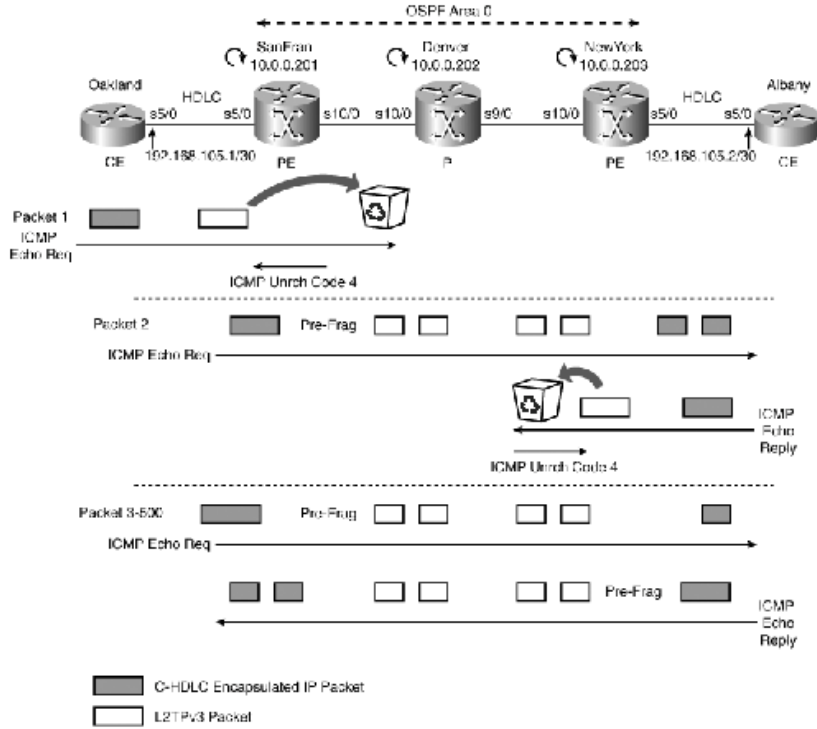 OSPF Area 0
SanFran
10.0.0.201
Denver
10.0.0.202
NewYork
10.0.0.203
Oakland
Albany
HDLC
HDLC
s5/0
s5/0
s10/0
s10/0
s9/0
s10/0
s5/0
s5/0
CE
192.168.105.1/30
PE
P
PE
192.168.105.2/30
CE
Packet 1
ICMP
Echo Req
ICMP Unrch Code 4
Packet 2
Pre-Frag
ICMP Echo Req
ICMP
Echo
Reply
ICMP Unrch Code 4
Packet 3-500
Pre-Frag
ICMP Echo Req
Pre-Frag
ICMP
Echo
Reply
C-HDLC Encapsulated IP Packet
L2TPv3 Packet